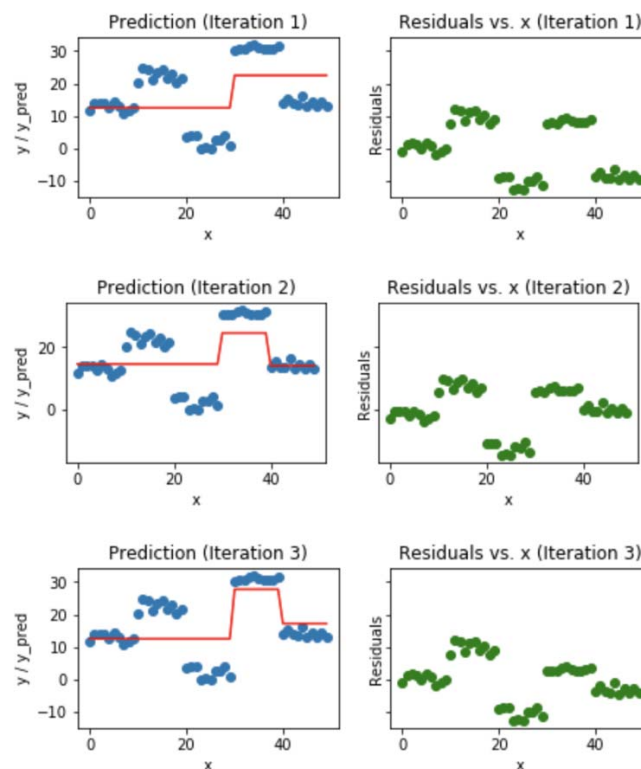 Prediction (Iteration 1)
y / y_pred
30
20
10
0
−10
0
20
40
x
Residuals vs. x (Iteration 1)
Residuals
0
20
40
x
Prediction (Iteration 2)
y / y_pred
20
0
0
20
40
x
Residuals vs. x (Iteration 2)
Residuals
0
20
40
x
Prediction (Iteration 3)
y / y_pred
30
20
10
0
−10
0
20
40
x
Residuals vs. x (Iteration 3)
Residuals
0
20
40
x